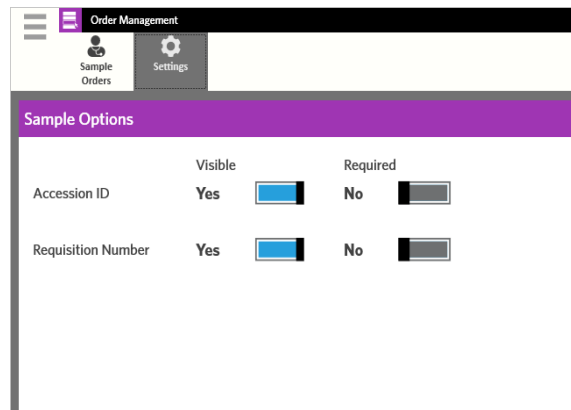 Order Management
Sample
Orders
Settings
Sample Options
Visible Required
Accession ID Yes No
Requisition Number Yes No